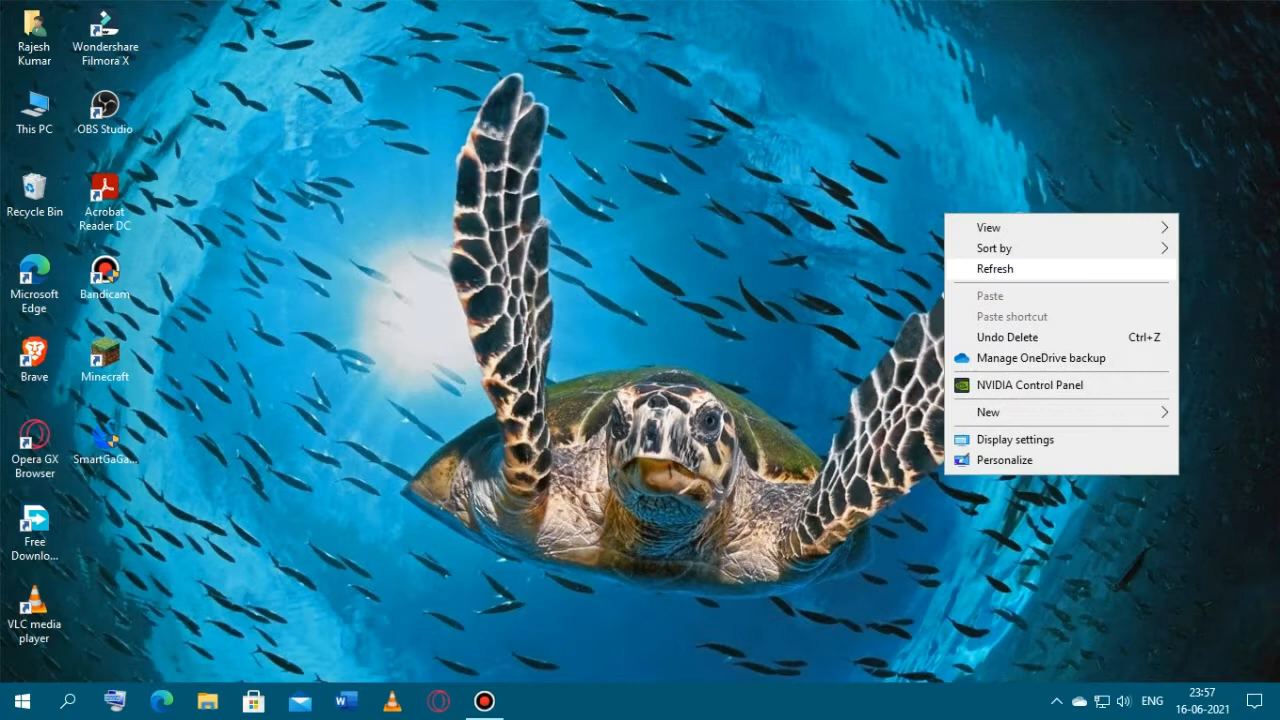 Rajesh
Kumar
Wondershare
Filmora X
This PC
OBS Studio
Recycle Bin
Acrobat
Reader DC
Microsoft
Edge
Bandicam
Brave
Minecraft
Opera GX
Browser
SmartGaGa...
Free
Downlo...
VLC media
player
View
Sort by
Refresh
Paste
Paste shortcut
Undo Delete Ctrl+Z
Manage OneDrive backup
NVIDIA Control Panel
New
Display settings
Personalize
W
ENG
23:57
16-06-2021